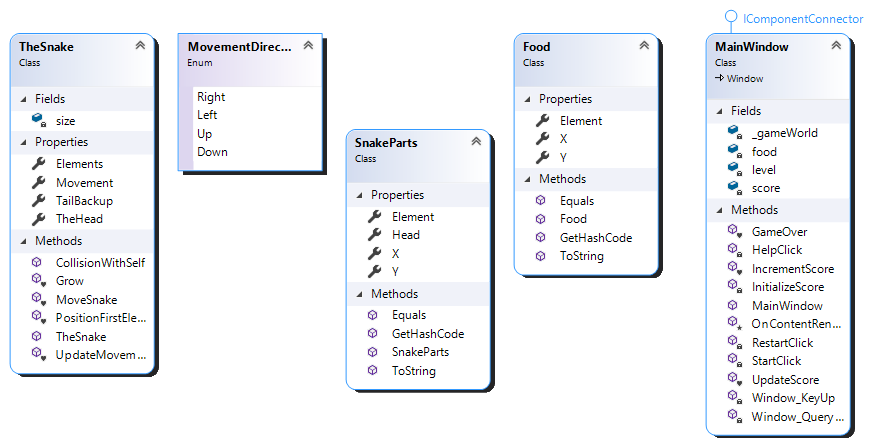 TheSnake
Class
Fields
size
Properties
Elements
Movement
TailBackup
TheHead
Methods
CollisionWithSelf
Grow
MoveSnake
PositionFirstEle...
TheSnake
UpdateMovem...
MovementDirec...
Enum
Right
Left
Up
Down
SnakeParts
Class
Properties
Element
Head
X
Y
Methods
Equals
GetHashCode
SnakeParts
ToString
Food
Class
Properties
Element
X
Y
Methods
Equals
Food
GetHashCode
ToString
IComponentConnector
MainWindow
Class
Window
Fields
_gameWorld
food
level
score
Methods
GameOver
HelpClick
IncrementScore
InitializeScore
MainWindow
OnContentRen...
RestartClick
StartClick
UpdateScore
Window_KeyUp
Window_Query...